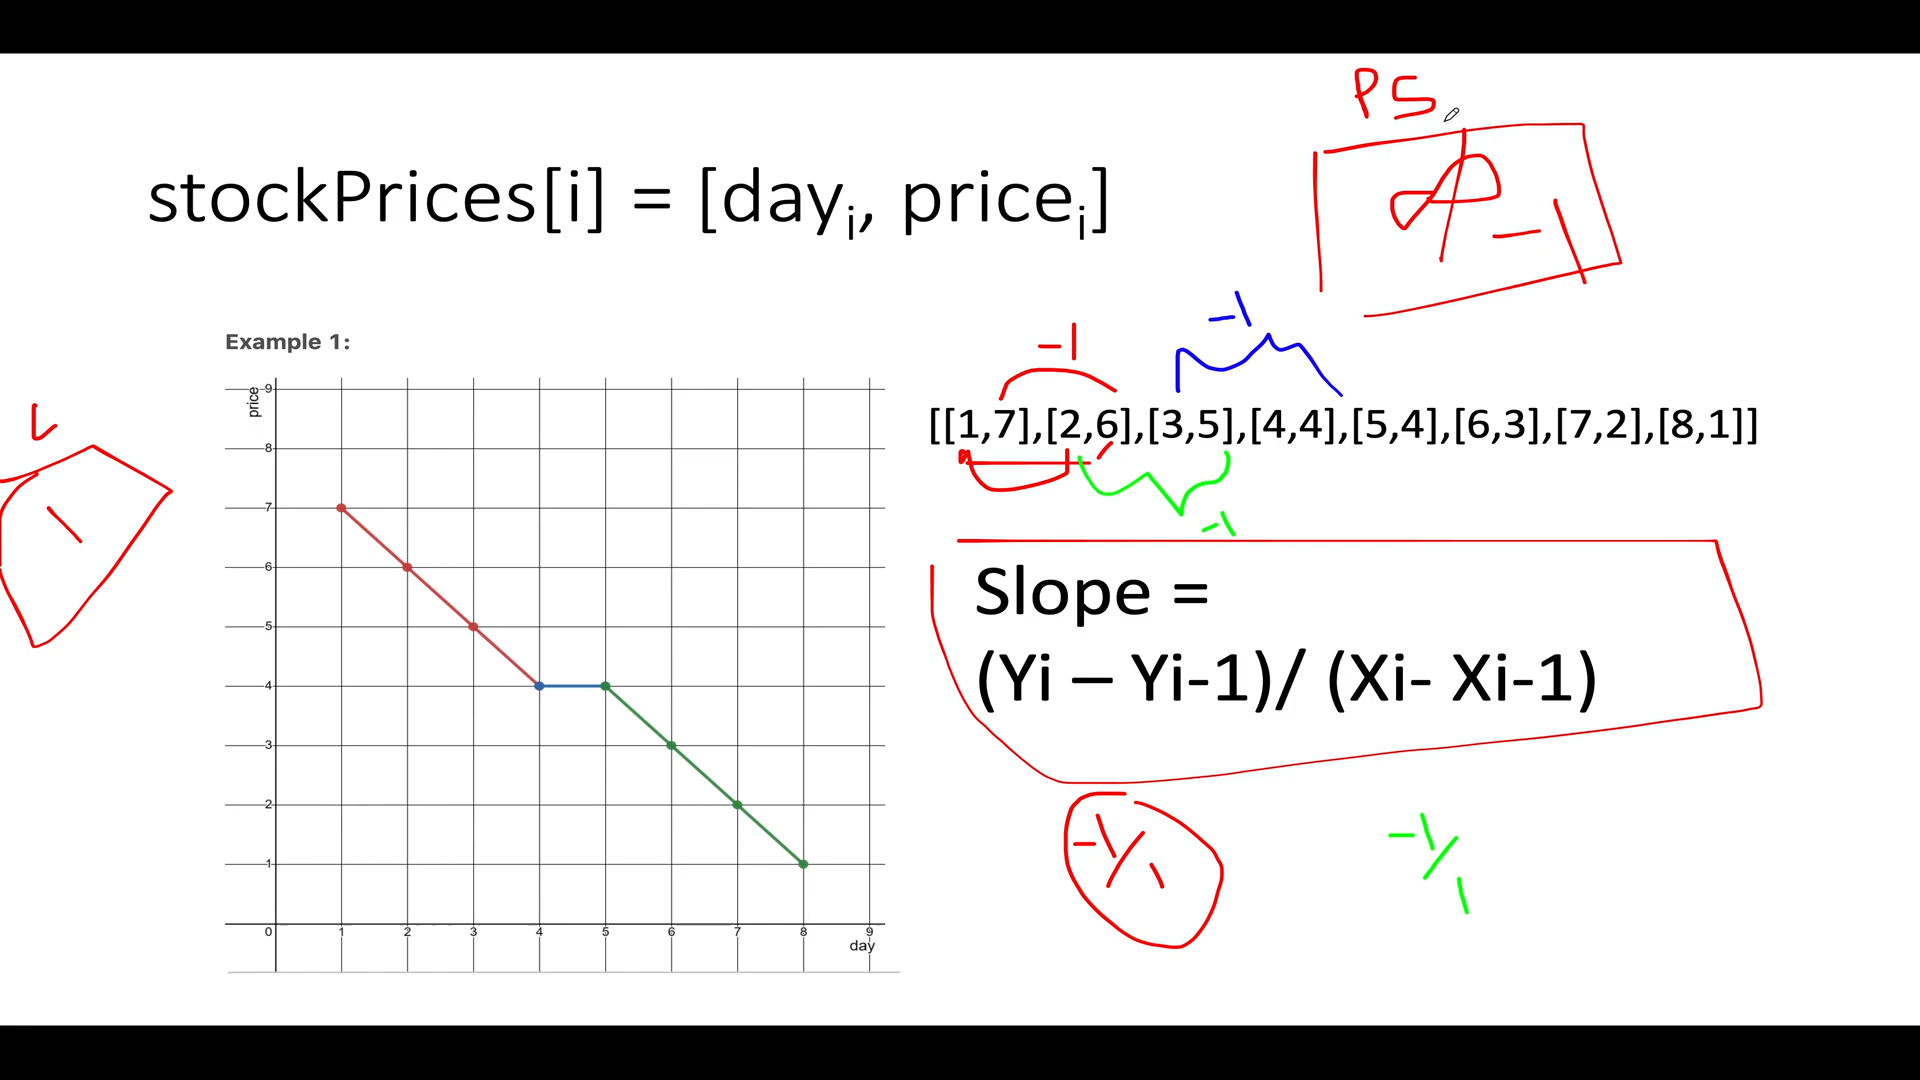 PS
stockPrices[i] = [dayi, pricei]
-1
-1
-1
Example 1:
[[1,7],[2,6],[3,5],[4,4],[5,4],[6,3],[7,2],[8,1]]
-1
L
1
price
9
8
7
6
5
4
3
2
1
0 1 2 3 4 5 6 7 8 9
day
Slope =
(Yi – Yi-1)/ (Xi- Xi-1)
-1/1
-1/1